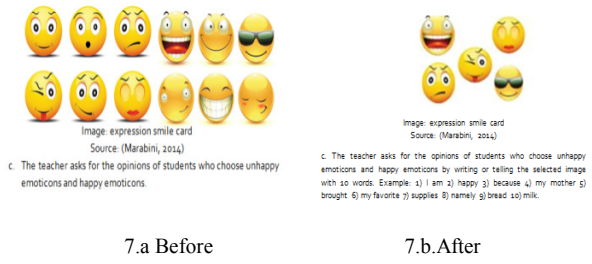 Image: expression smile card
Source: (Marabini, 2014)
c. The teacher asks for the opinions of students who choose unhappy
emoticons and happy emoticons.
7.a Before
Image: expression smile card
Source: (Marabini, 2014)
c. The teacher asks for the opinions of students who choose unhappy
emoticons and happy emoticons by writing or telling the selected image
with 10 words. Example: 1) I am 2) happy 3) because 4) my mother 5)
brought 6) my favorite 7) supplies 8) namely 9) bread 10) milk.
7.b.After